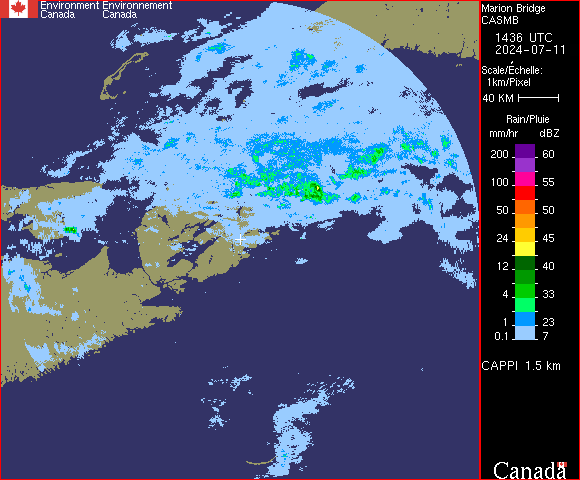 Environment Environnement
Canada Canada
Marion Bridge
CASMB
1436 UTC
2024-07-11
Scale/Échelle:
1km/Pixel
40 KM
Rain/Pluie
mm/hr dBZ
200 60
100 55
50 50
24 45
12 40
4 33
1 23
0.1 7
CAPPI 1.5 km
Canada